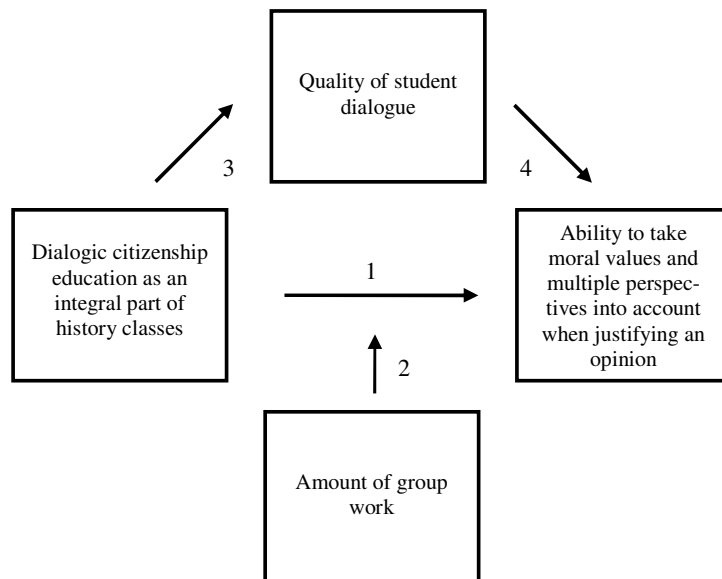 Quality of student
dialogue
3
4
Dialogic citizenship
education as an
integral part of
history classes
1
Ability to take
moral values and
multiple perspec-
tives into account
when justifying an
opinion
2
Amount of group
work